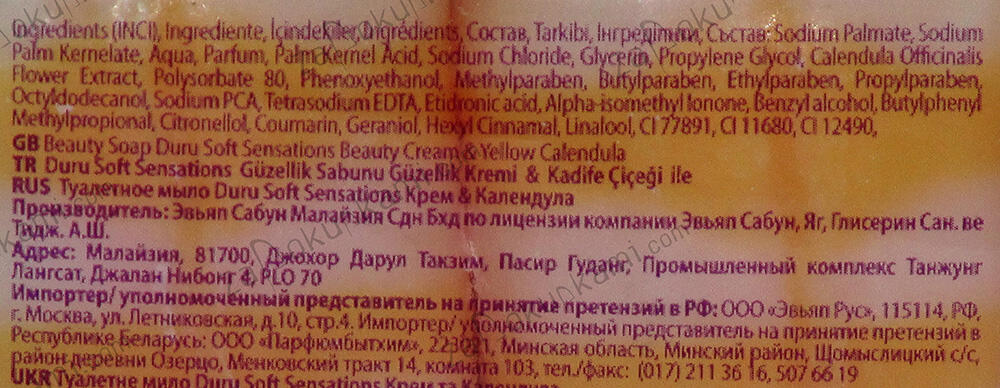 Ingredients (INCI), Ingrediente, İçindekiler, Ingrédients, Состав, Tarkibi, Інгредієнти, Състав: Sodium Palmate, Sodium
Palm Kernelate, Aqua, Parfum, Palm Kernel Acid, Sodium Chloride, Glycerin, Propylene Glycol, Calendula Officinalis
Flower Extract, Polysorbate 80, Phenoxyethanol, Methylparaben, Butylparaben, Ethylparaben, Propylparaben,
Octyldodecanol, Sodium PCA, Tetrasodium EDTA, Etidronic acid, Alpha-isomethyl Ionone, Benzyl alcohol, Butylphenyl
Methylpropional, Citronellol, Coumarin, Geraniol, Hexyl Cinnamal, Linalool, CI 77891, CI 11680, CI 12490,
GB Beauty Soap Duru Soft Sensations Beauty Cream & Yellow Calendula
TR Duru Soft Sensations Güzellik Sabunu Güzellik Kremi & Kadife Çiçeği ile
RUS Туалетное мыло Duru Soft Sensations Крем & Календула
Производитель: Эвьяп Сабун Малайзия Сдн Бхд по лицензии компании Эвьяп Сабун, Яг, Глисерин Сан. ве
Тидж. А.Ш.
Адрес: Малайзия, 81700, Джохор Дарул Такзим, Пасир Гуданг, Промышленный комплекс Танжунг
Лангсат, Джалан Нибонг 4, PLO 70
Импортер/ уполномоченный представитель на принятие претензий в РФ: ООО «Эвьяп Рус», 115114, РФ,
г. Москва, ул. Летниковская, д.10, стр.4. Импортер/ уполномоченный представитель на принятие претензий в
Республике Беларусь: ООО «Парфюмбытхим», 223021, Минская область, Минский район, Щомыслицкий с/с,
район деревни Озерцо, Менковский тракт 14, комната 103, тел./факс: (017) 211 36 16, 507 66 19
UKR Туалетне мило Duru Soft Sensations Крем та Календула